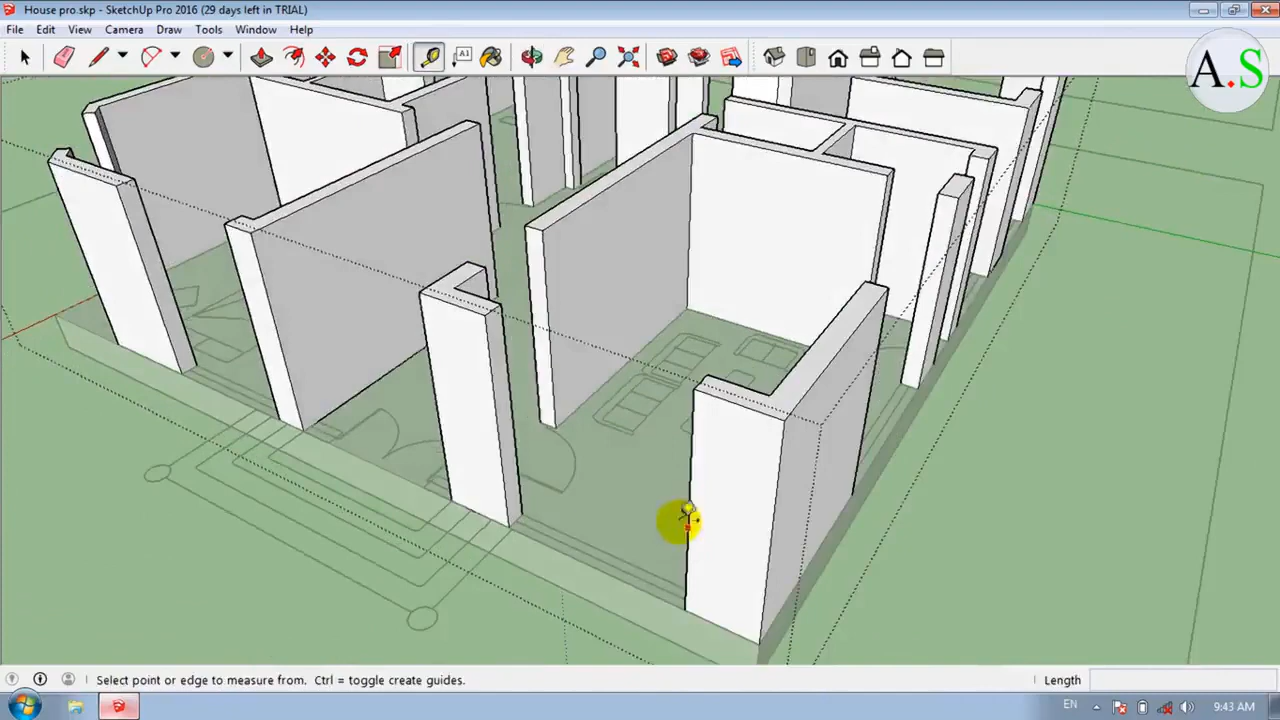 House pro.skp - SketchUp Pro 2016 (29 days left in TRIAL)
File Edit View Camera Draw Tools Window Help
A1
A.S
Select point or edge to measure from. Ctrl = toggle create guides.
Length
EN
9:43 AM